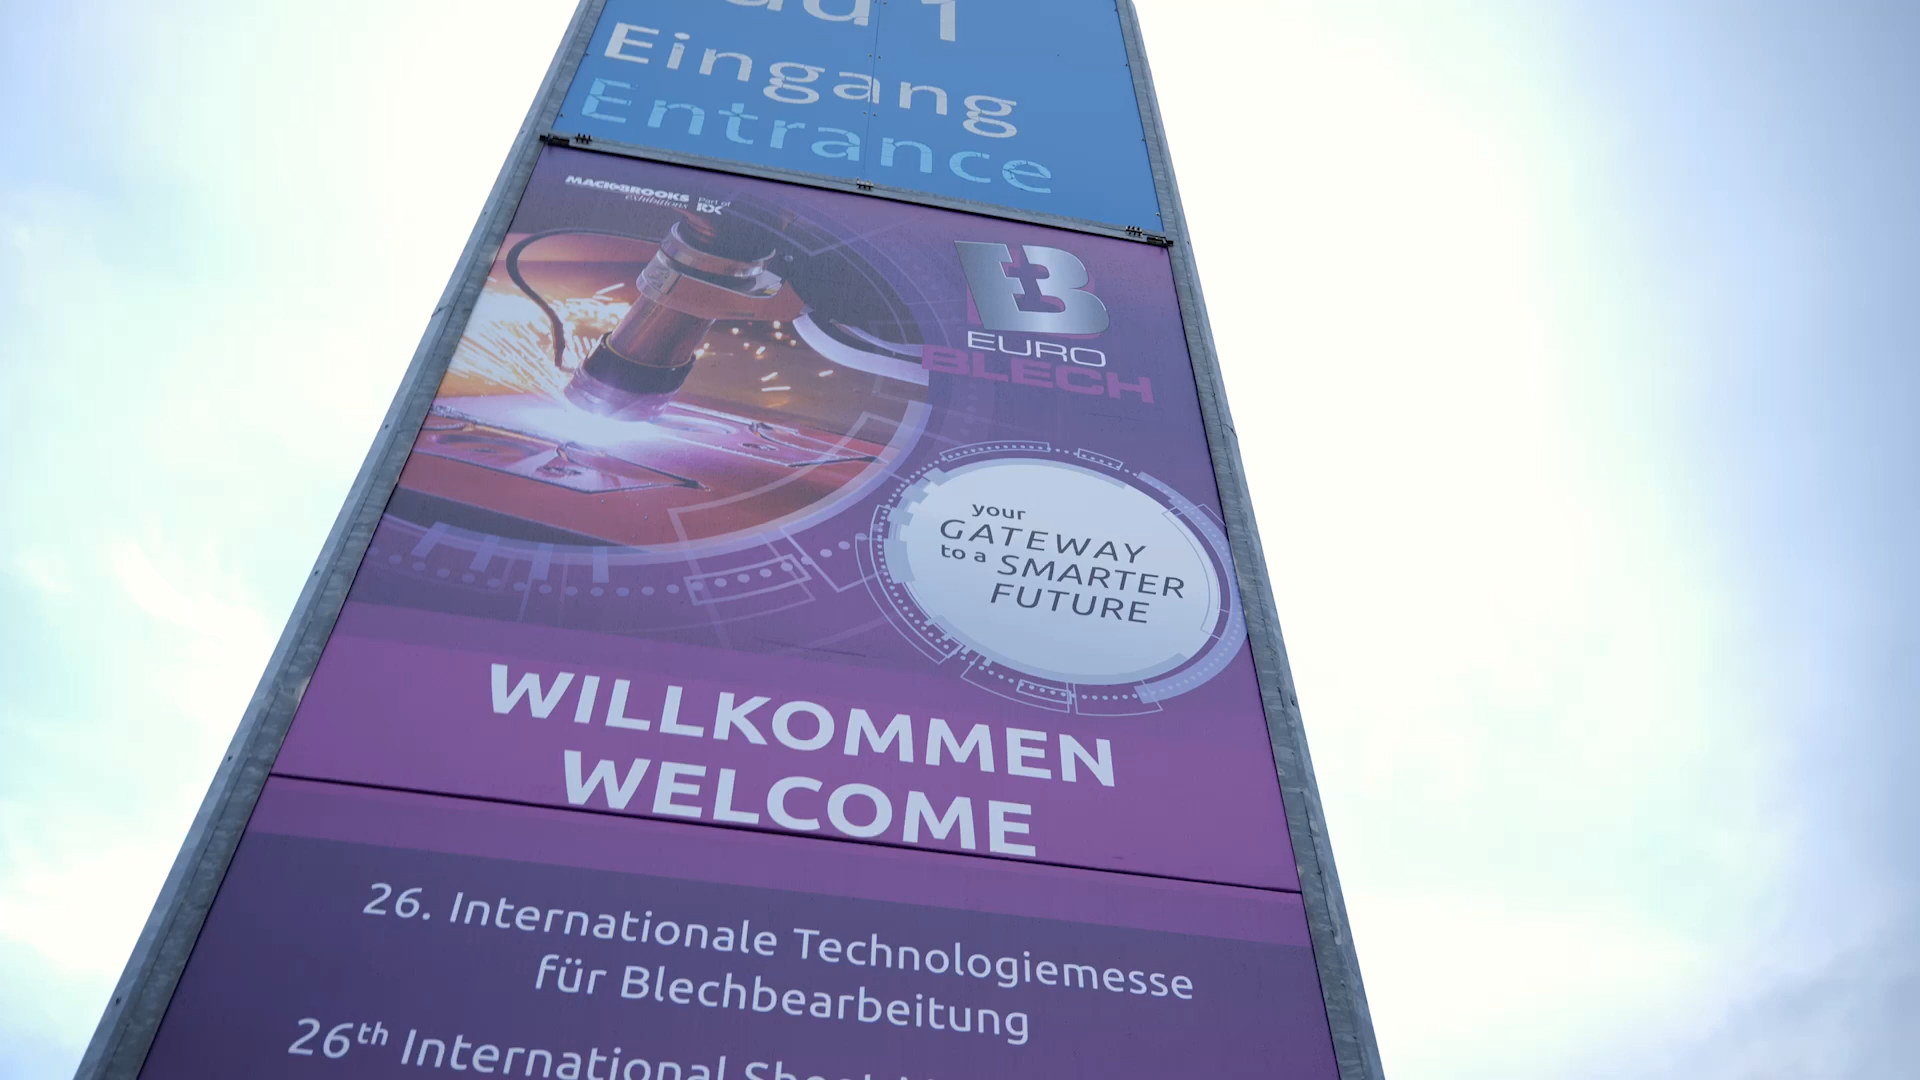 1
Eingang
Entrance
MACK-BROOKS
exhibitions
Part of
RX
EURO
BLECH
your
GATEWAY
to a SMARTER
FUTURE
WILLKOMMEN
WELCOME
26. Internationale Technologiemesse
für Blechbearbeitung
26th International